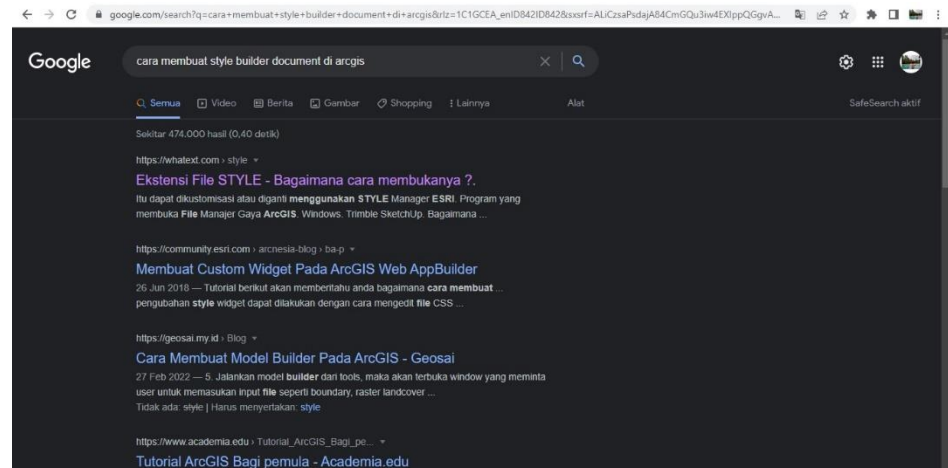 google.com/search?q=cara+membuat+style+builder+document+di+arcgis&rlz=1C1GCEA_enID842ID842&sxsrf=ALiCzsaPsdajA84CmGQu3iw4EXlppQGgvA...
Google
cara membuat style builder document di arcgis
Semua Video Berita Gambar Shopping Lainnya Alat SafeSearch aktif
Sekitar 474.000 hasil (0,40 detik)
https://whatext.com › style
Ekstensi File STYLE - Bagaimana cara membukanya ?.
Itu dapat dikustomisasi atau diganti menggunakan STYLE Manager ESRI. Program yang
membuka File Manajer Gaya ArcGIS. Windows. Trimble SketchUp. Bagaimana ...
https://community.esri.com › arcnesia-blog › ba-p
Membuat Custom Widget Pada ArcGIS Web AppBuilder
26 Jun 2018 — Tutorial berikut akan memberitahu anda bagaimana cara membuat ...
pengubahan style widget dapat dilakukan dengan cara mengedit file CSS ...
https://geosai.my.id › Blog
Cara Membuat Model Builder Pada ArcGIS - Geosai
27 Feb 2022 — 5. Jalankan model builder dari tools, maka akan terbuka window yang meminta
user untuk memasukan input file seperti boundary, raster landcover ...
Tidak ada: style | Harus menyertakan: style
https://www.academia.edu › Tutorial_ArcGIS_Bagi_pe...
Tutorial ArcGIS Bagi pemula - Academia.edu